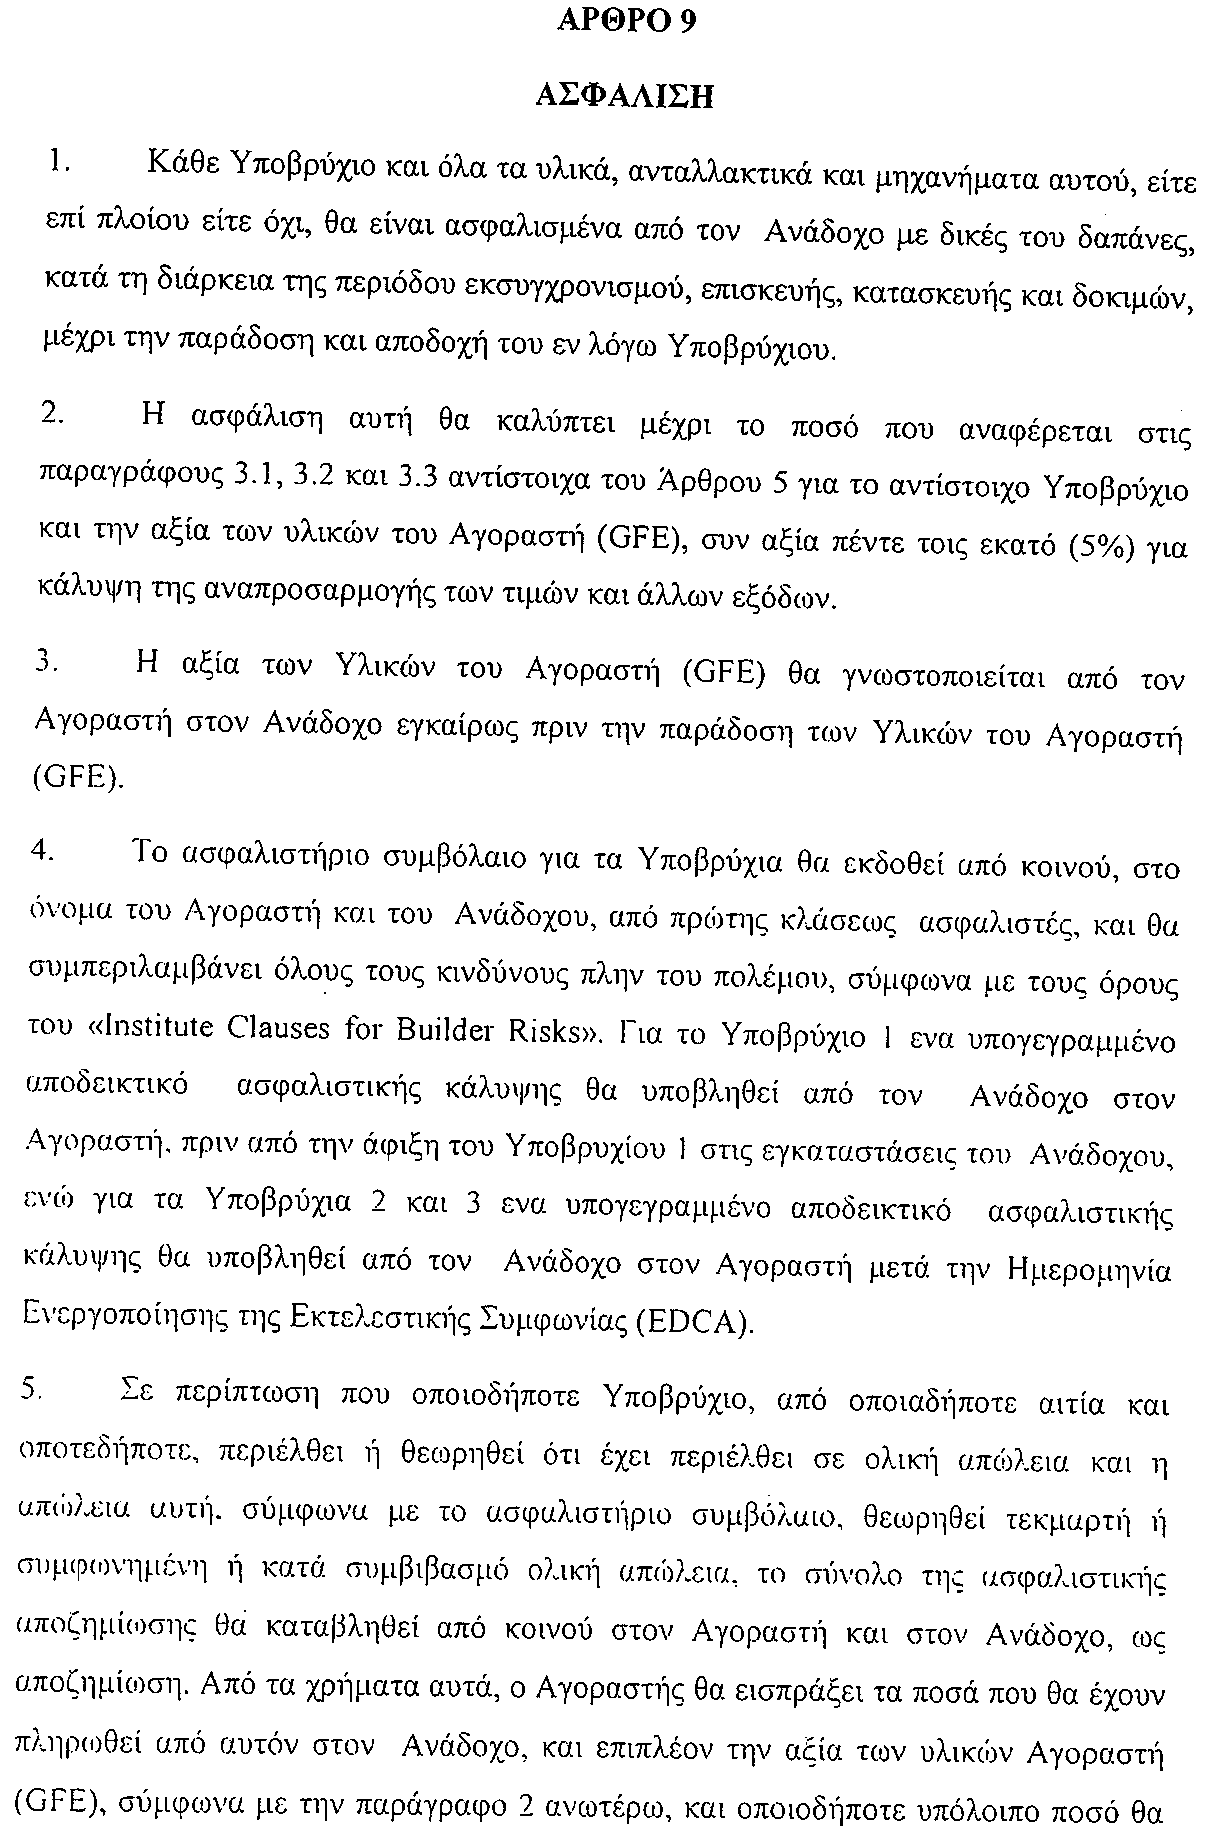 ΑΡΘΡΟ 9
ΑΣΦΑΛΙΣΗ
1. Κάθε Υποβρύχιο και όλα τα υλικά, ανταλλακτικά και μηχανήματα αυτού, είτε
επί πλοίου είτε όχι, θα είναι ασφαλισμένα από τον Ανάδοχο με δικές του δαπάνες,
κατά τη διάρκεια της περιόδου εκσυγχρονισμού, επισκευής, κατασκευής και δοκιμών,
μέχρι την παράδοση και αποδοχή του εν λόγω Υποβρύχιου.
2. Η ασφάλιση αυτή θα καλύπτει μέχρι το ποσό που αναφέρεται στις
παραγράφους 3.1, 3.2 και 3.3 αντίστοιχα του Άρθρου 5 για το αντίστοιχο Υποβρύχιο
και την αξία των υλικών του Αγοραστή (GFE), συν αξία πέντε τοις εκατό (5%) για
κάλυψη της αναπροσαρμογής των τιμών και άλλων εξόδων.
3. Η αξία των Υλικών του Αγοραστή (GFE) θα γνωστοποιείται από τον
Αγοραστή στον Ανάδοχο εγκαίρως πριν την παράδοση των Υλικών του Αγοραστή
(GFE).
4. Το ασφαλιστήριο συμβόλαιο για τα Υποβρύχια θα εκδοθεί από κοινού, στο
όνομα του Αγοραστή και του Ανάδοχου, από πρώτης κλάσεως ασφαλιστές, και θα
συμπεριλαμβάνει όλους τους κινδύνους πλην του πολέμου, σύμφωνα με τους όρους
του «Institute Clauses for Builder Risks». Για το Υποβρύχιο 1 ενα υπογεγραμμένο
αποδεικτικό ασφαλιστικής κάλυψης θα υποβληθεί από τον Ανάδοχο στον
Αγοραστή, πριν από την άφιξη του Υποβρυχίου 1 στις εγκαταστάσεις του Ανάδοχου,
ενώ για τα Υποβρύχια 2 και 3 ενα υπογεγραμμένο αποδεικτικό ασφαλιστικής
κάλυψης θα υποβληθεί από τον Ανάδοχο στον Αγοραστή μετά την Ημερομηνία
Ενεργοποίησης της Εκτελεστικής Συμφωνίας (EDCA).
5. Σε περίπτωση που οποιοδήποτε Υποβρύχιο, από οποιαδήποτε αιτία και
οποτεδήποτε, περιέλθει ή θεωρηθεί ότι έχει περιέλθει σε ολική απώλεια και η
απώλεια αυτή, σύμφωνα με το ασφαλιστήριο συμβόλαιο, θεωρηθεί τεκμαρτή ή
συμφωνημένη ή κατά συμβιβασμό ολική απώλεια, το σύνολο της ασφαλιστικής
αποζημίωσης θα καταβληθεί από κοινού στον Αγοραστή και στον Ανάδοχο, ως
αποζημίωση. Από τα χρήματα αυτά, ο Αγοραστής θα εισπράξει τα ποσά που θα έχουν
πληρωθεί από αυτόν στον Ανάδοχο, και επιπλέον την αξία των υλικών Αγοραστή
(GFE), σύμφωνα με την παράγραφο 2 ανωτέρω, και οποιοδήποτε υπόλοιπο ποσό θα